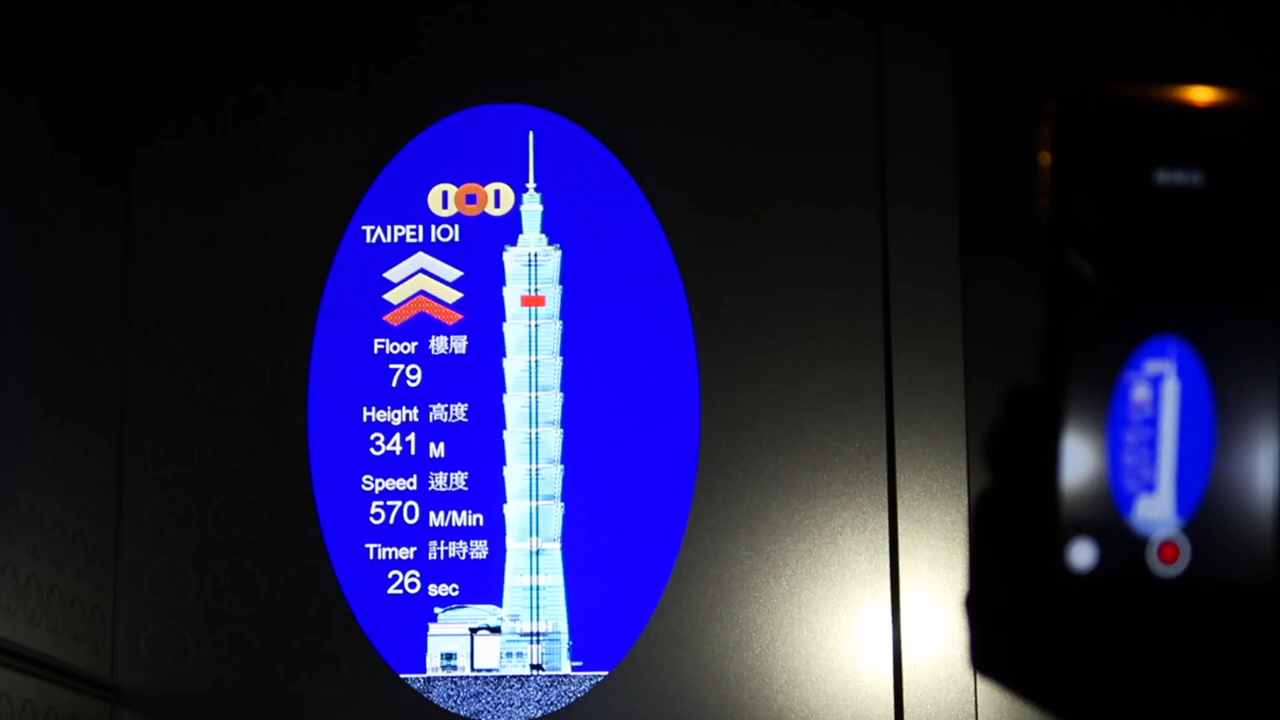 TAIPEI 101
Floor 樓層
79
Height 高度
341 M
Speed 速度
570 M/Min
Timer 計時器
26 sec